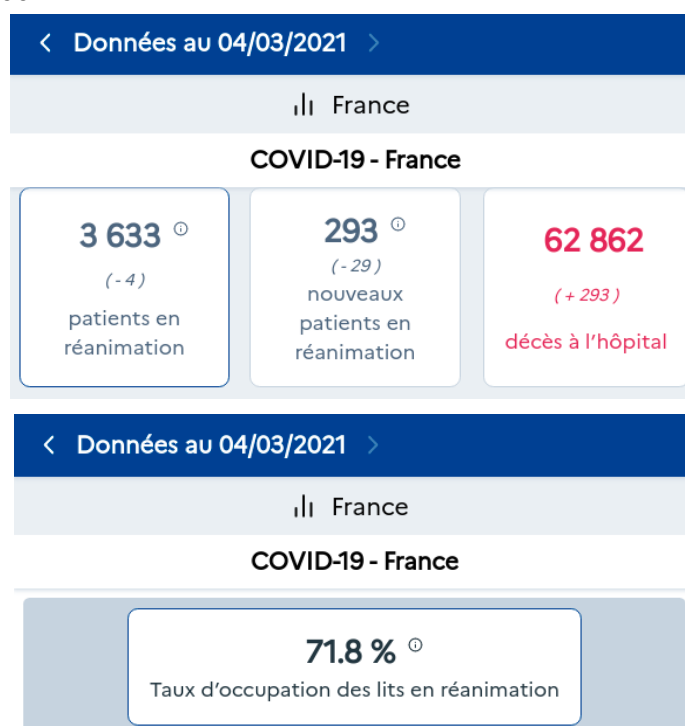 < Données au 04/03/2021 >
France
COVID-19 - France
3 633
(- 4)
patients en
réanimation
293
(- 29)
nouveaux
patients en
réanimation
62 862
(+ 293)
décès à l'hôpital
< Données au 04/03/2021 >
France
COVID-19 - France
71.8 %
Taux d'occupation des lits en réanimation